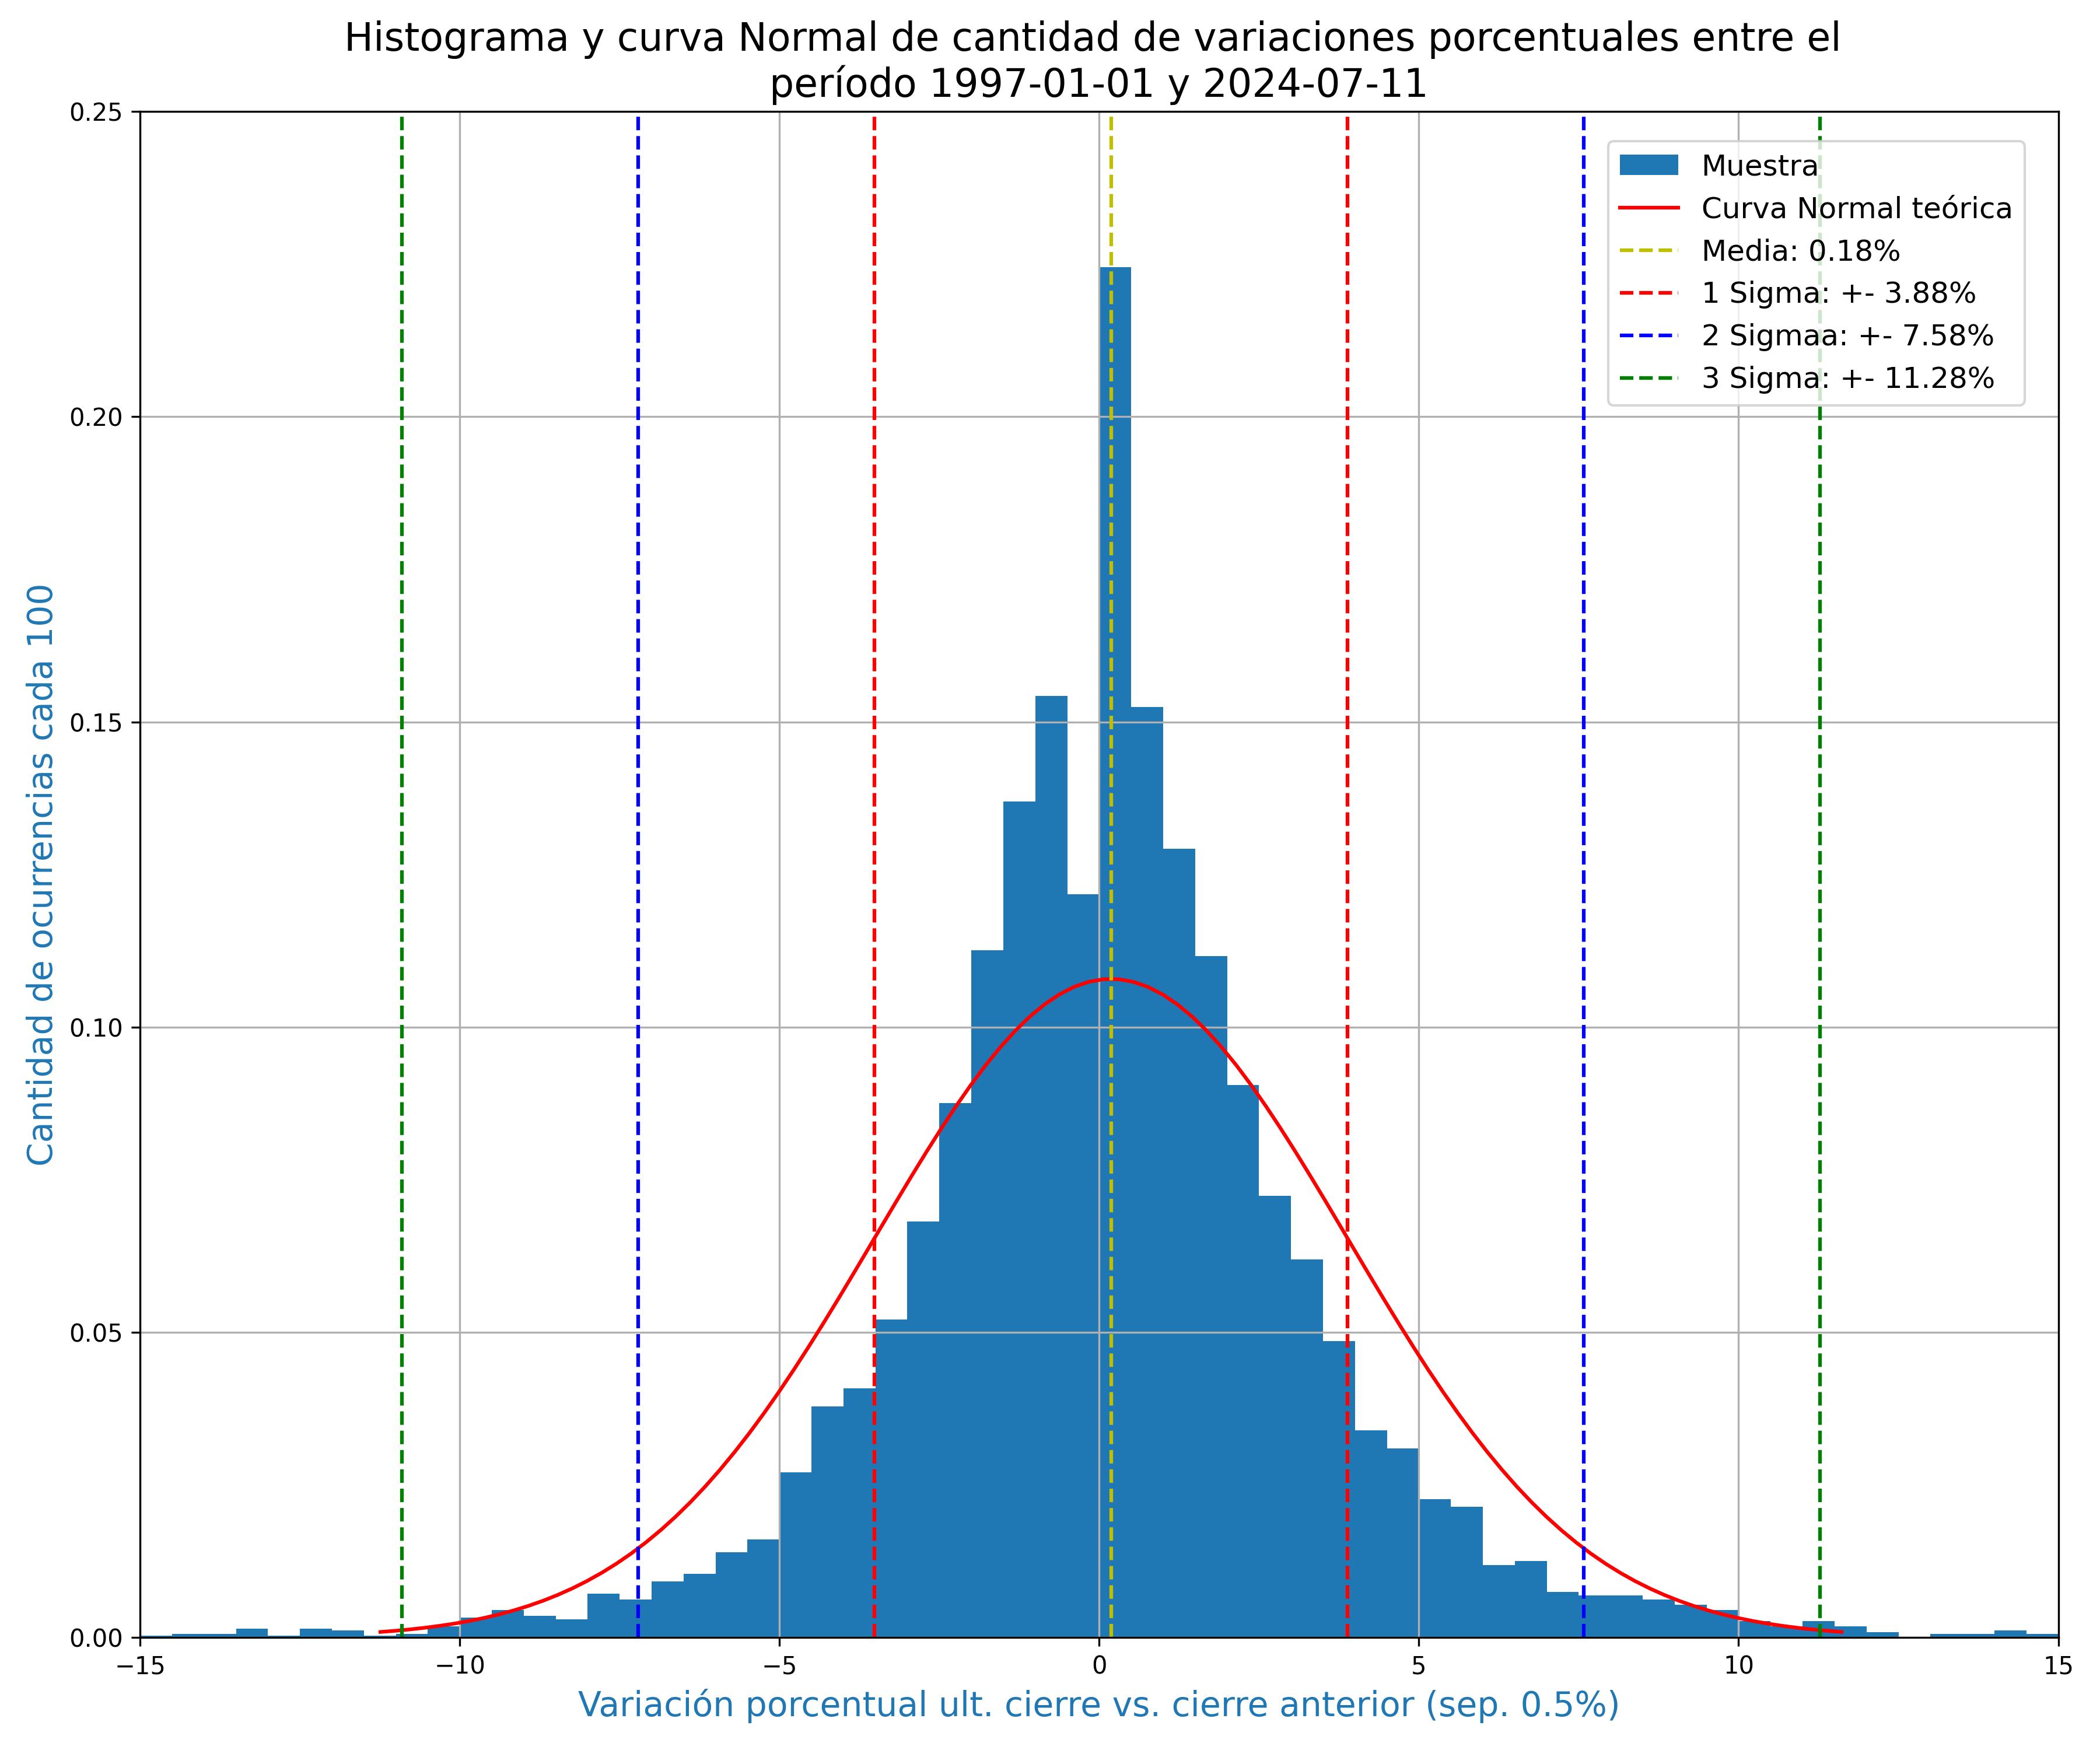 Histograma y curva Normal de cantidad de variaciones porcentuales entre el
período 1997-01-01 y 2024-07-11
0.25
0.20
0.15
0.10
0.05
0.00
Cantidad de ocurrencias cada 100
Muestra
Curva Normal teórica
Media: 0.18%
1 Sigma: +- 3.88%
2 Sigmaa: +- 7.58%
3 Sigma: +- 11.28%
−15 −10 −5 0 5 10 15
Variación porcentual ult. cierre vs. cierre anterior (sep. 0.5%)